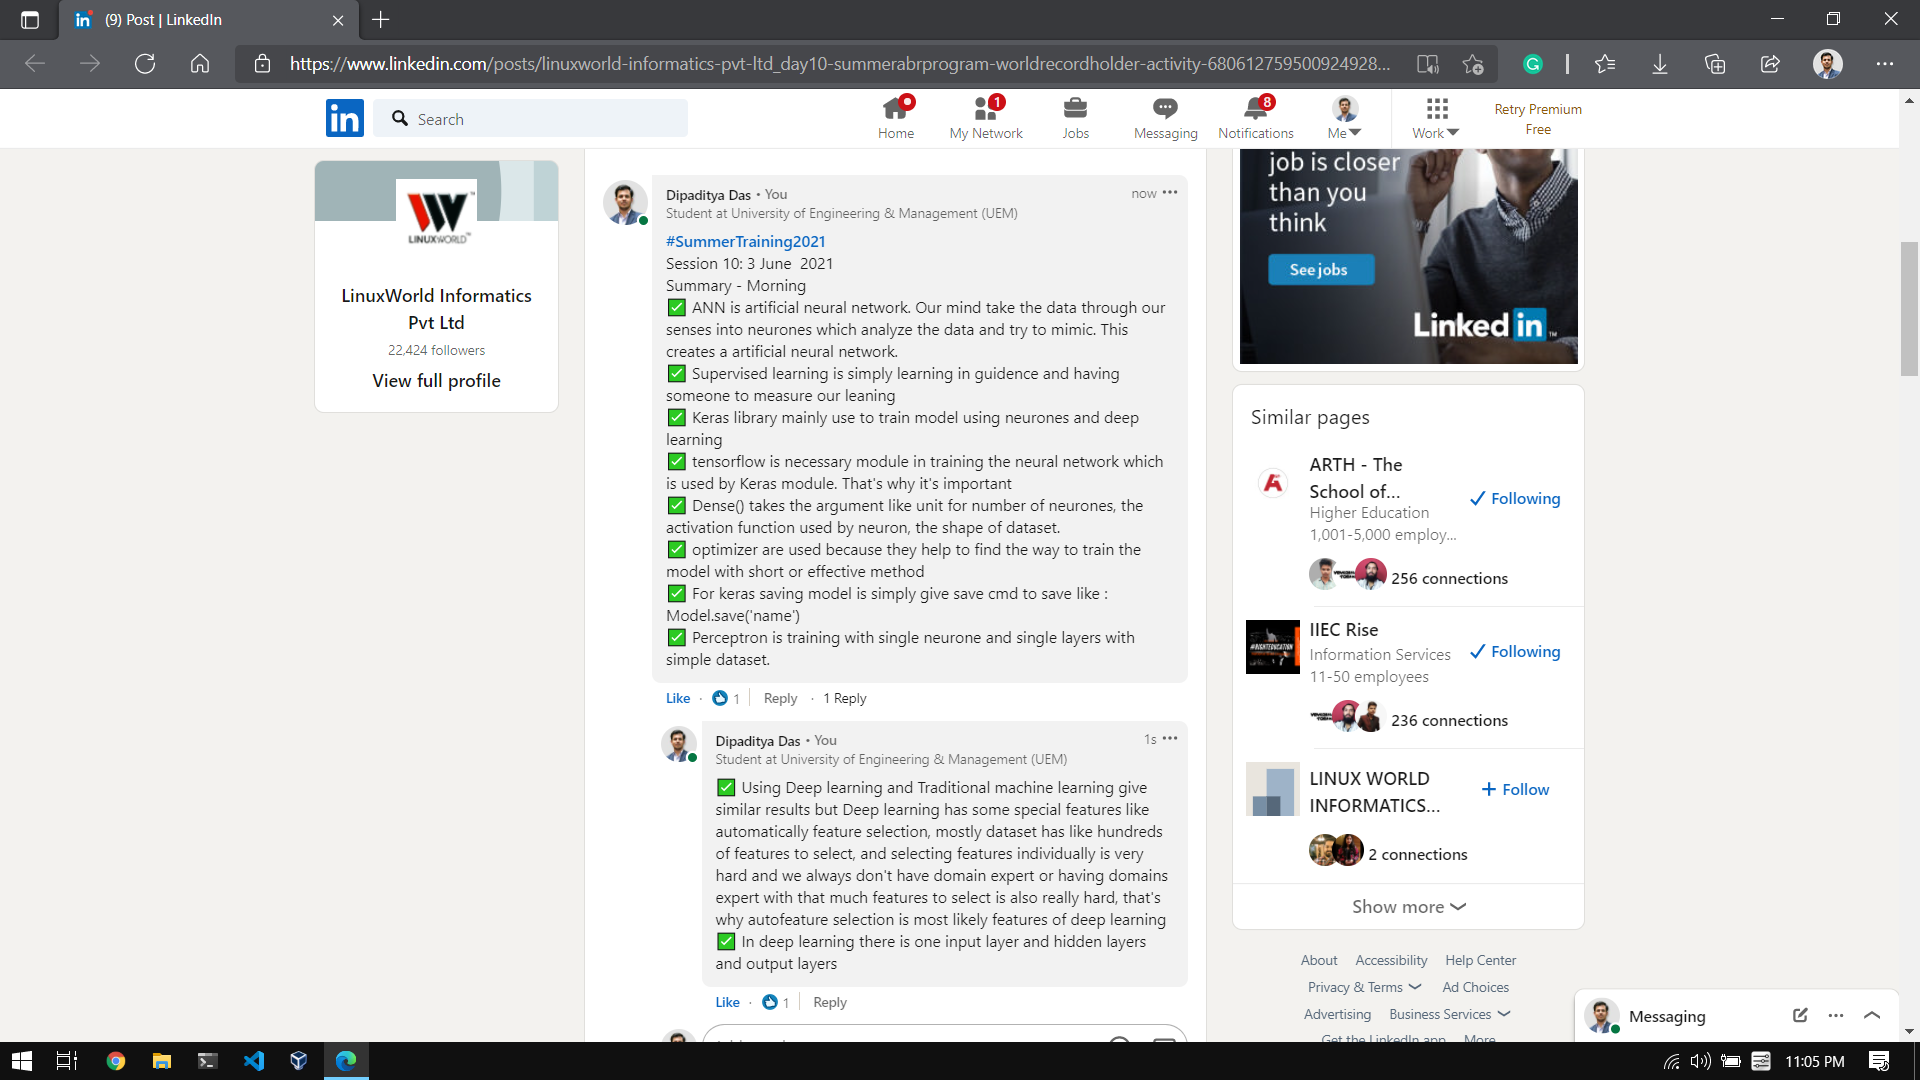 (9) Post | LinkedIn
https://www.linkedin.com/posts/linuxworld-informatics-pvt-ltd_day10-summerabrprogram-worldrecordholder-activity-680612759500924928...
in
Search
Home
My Network
1
Jobs
Messaging
Notifications
8
Me
Work
Retry Premium
Free
LINUXWORLD
LinuxWorld Informatics
Pvt Ltd
22,424 followers
View full profile
Dipaditya Das • You
now
Student at University of Engineering & Management (UEM)
#SummerTraining2021
Session 10: 3 June 2021
Summary - Morning
✅ ANN is artificial neural network. Our mind take the data through our
senses into neurones which analyze the data and try to mimic. This
creates a artificial neural network.
✅ Supervised learning is simply learning in guidence and having
someone to measure our leaning
✅ Keras library mainly use to train model using neurones and deep
learning
✅ tensorflow is necessary module in training the neural network which
is used by Keras module. That's why it's important
✅ Dense() takes the argument like unit for number of neurones, the
activation function used by neuron, the shape of dataset.
✅ optimizer are used because they help to find the way to train the
model with short or effective method
✅ For keras saving model is simply give save cmd to save like :
Model.save('name')
✅ Perceptron is training with single neurone and single layers with
simple dataset.
Like · 1 | Reply · 1 Reply
Dipaditya Das • You
1s
Student at University of Engineering & Management (UEM)
✅ Using Deep learning and Traditional machine learning give
similar results but Deep learning has some special features like
automatically feature selection, mostly dataset has like hundreds
of features to select, and selecting features individually is very
hard and we always don't have domain expert or having domains
expert with that much features to select is also really hard, that's
why autofeature selection is most likely features of deep learning
✅ In deep learning there is one input layer and hidden layers
and output layers
Like · 1 | Reply
job is closer
than you
think
See jobs
Linked in
Similar pages
ARTH - The
School of...
Higher Education
1,001-5,000 employ...
Following
256 connections
#RIGHTEDUCATION
IIEC Rise
Information Services
11-50 employees
Following
236 connections
LINUX WORLD
INFORMATICS...
Follow
2 connections
Show more
About Accessibility Help Center
Privacy & Terms Ad Choices
Advertising Business Services
Get the LinkedIn app More
Messaging
11:05 PM